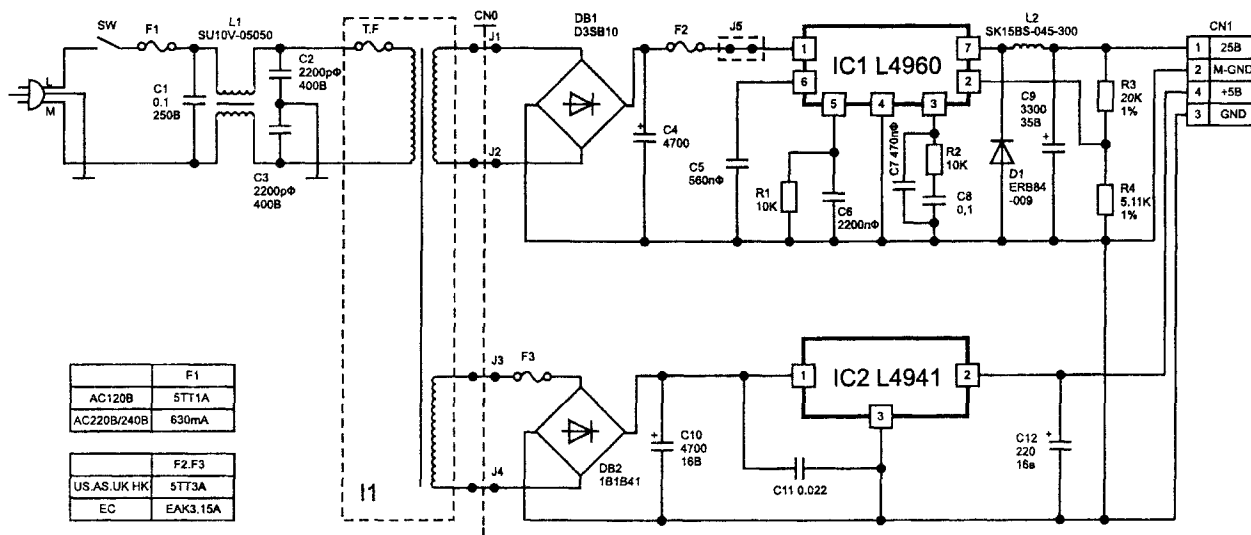 SW
F1
L1
SU10V-05050
L
M
C1
0.1
250В
C2
2200pФ
400В
C3
2200pФ
400В
T.F
I1
CN0
J1
J2
DB1
D3SB10
F2
J5
C4
4700
+
C5
560nФ
1
6
5
4
3
7
2
IC1 L4960
R1
10K
C6
2200nФ
C7 470nФ
R2
10K
C8
0,1
L2
SK15BS-045-300
D1
ERB84
-009
C9
3300
35В
+
R3
20K
1%
R4
5.11K
1%
CN1
1 25В
2 M-GND
4 +5В
3 GND
J3
J4
F3
DB2
1B1B41
C10
4700
16В
+
C11 0.022
1
2
3
IC2 L4941
C12
220
16в
+
F1
AC120В 5TT1A
AC220В/240В 630mA
F2.F3
US.AS.UK HK 5TT3A
EC EAK3.15A